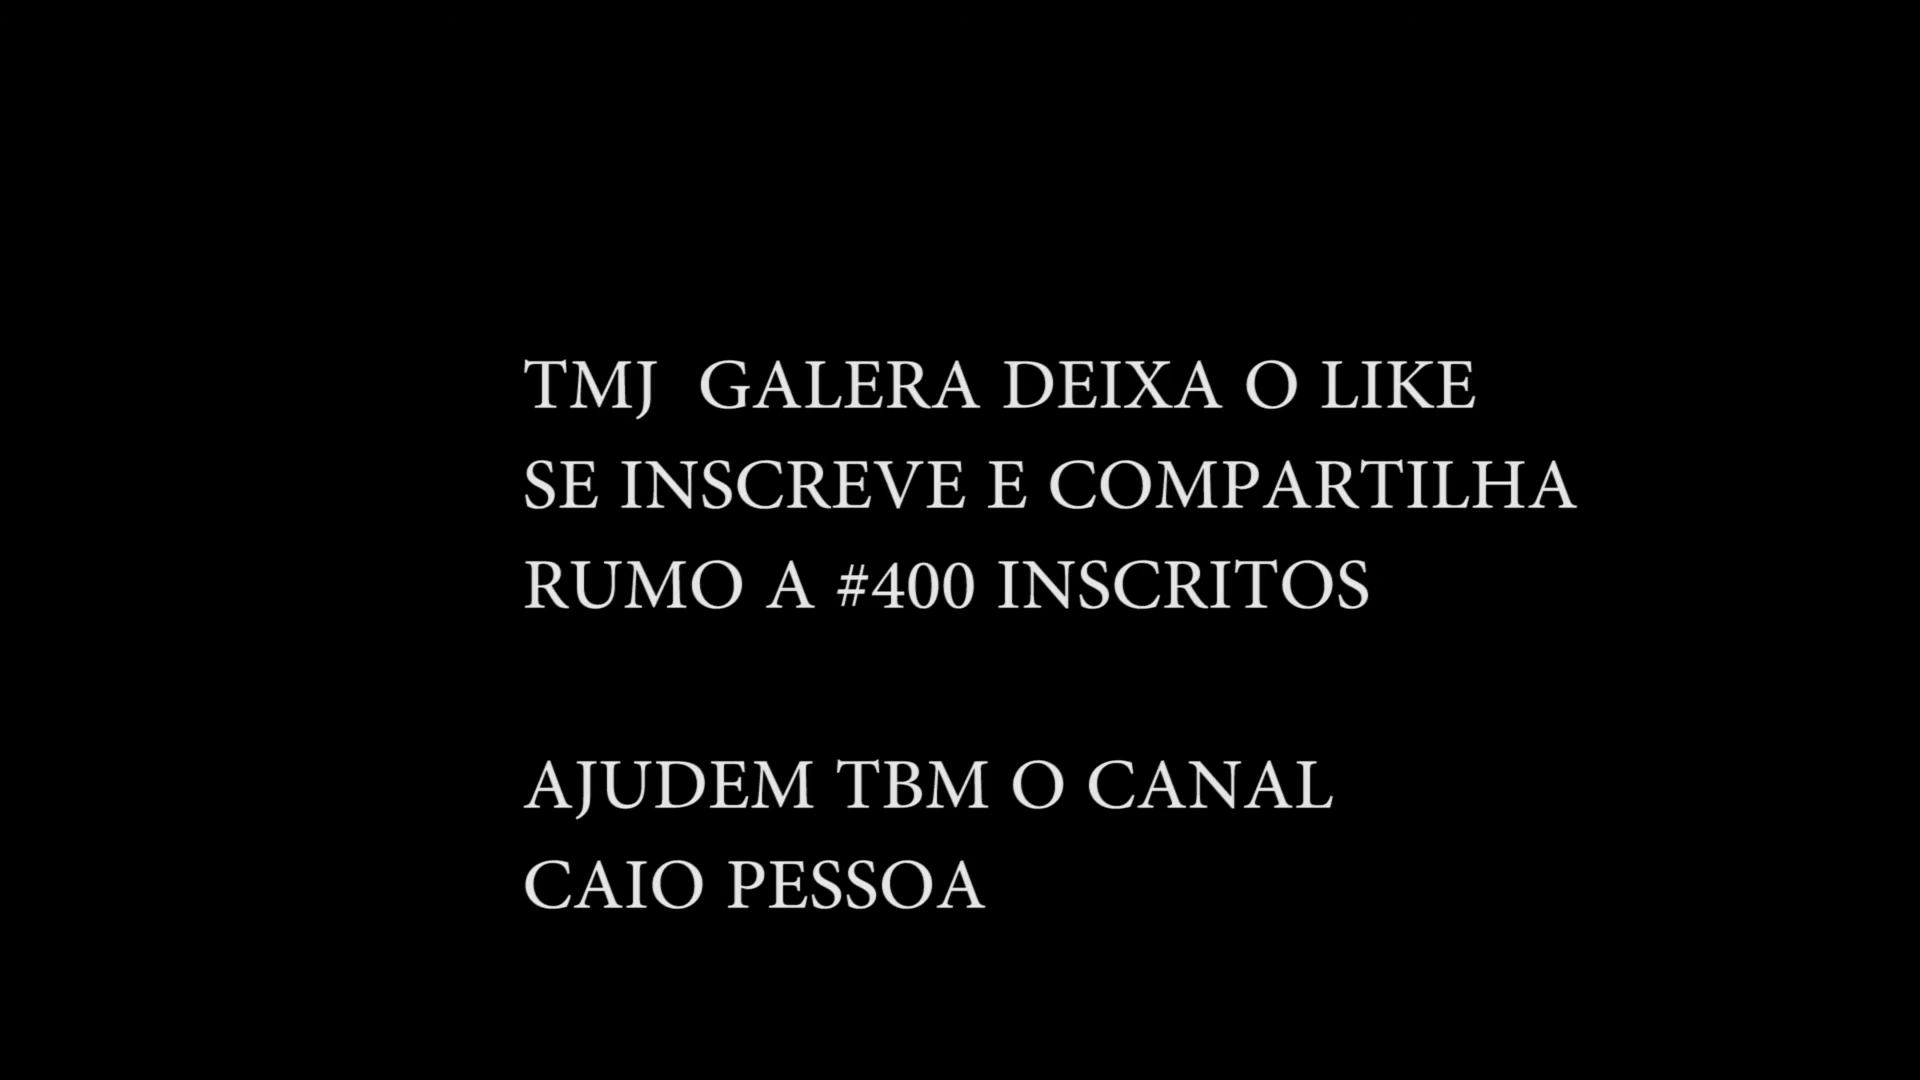 TMJ  GALERA DEIXA O LIKE
SE INSCREVE E COMPARTILHA
RUMO A #400 INSCRITOS
AJUDEM TBM O CANAL
CAIO PESSOA